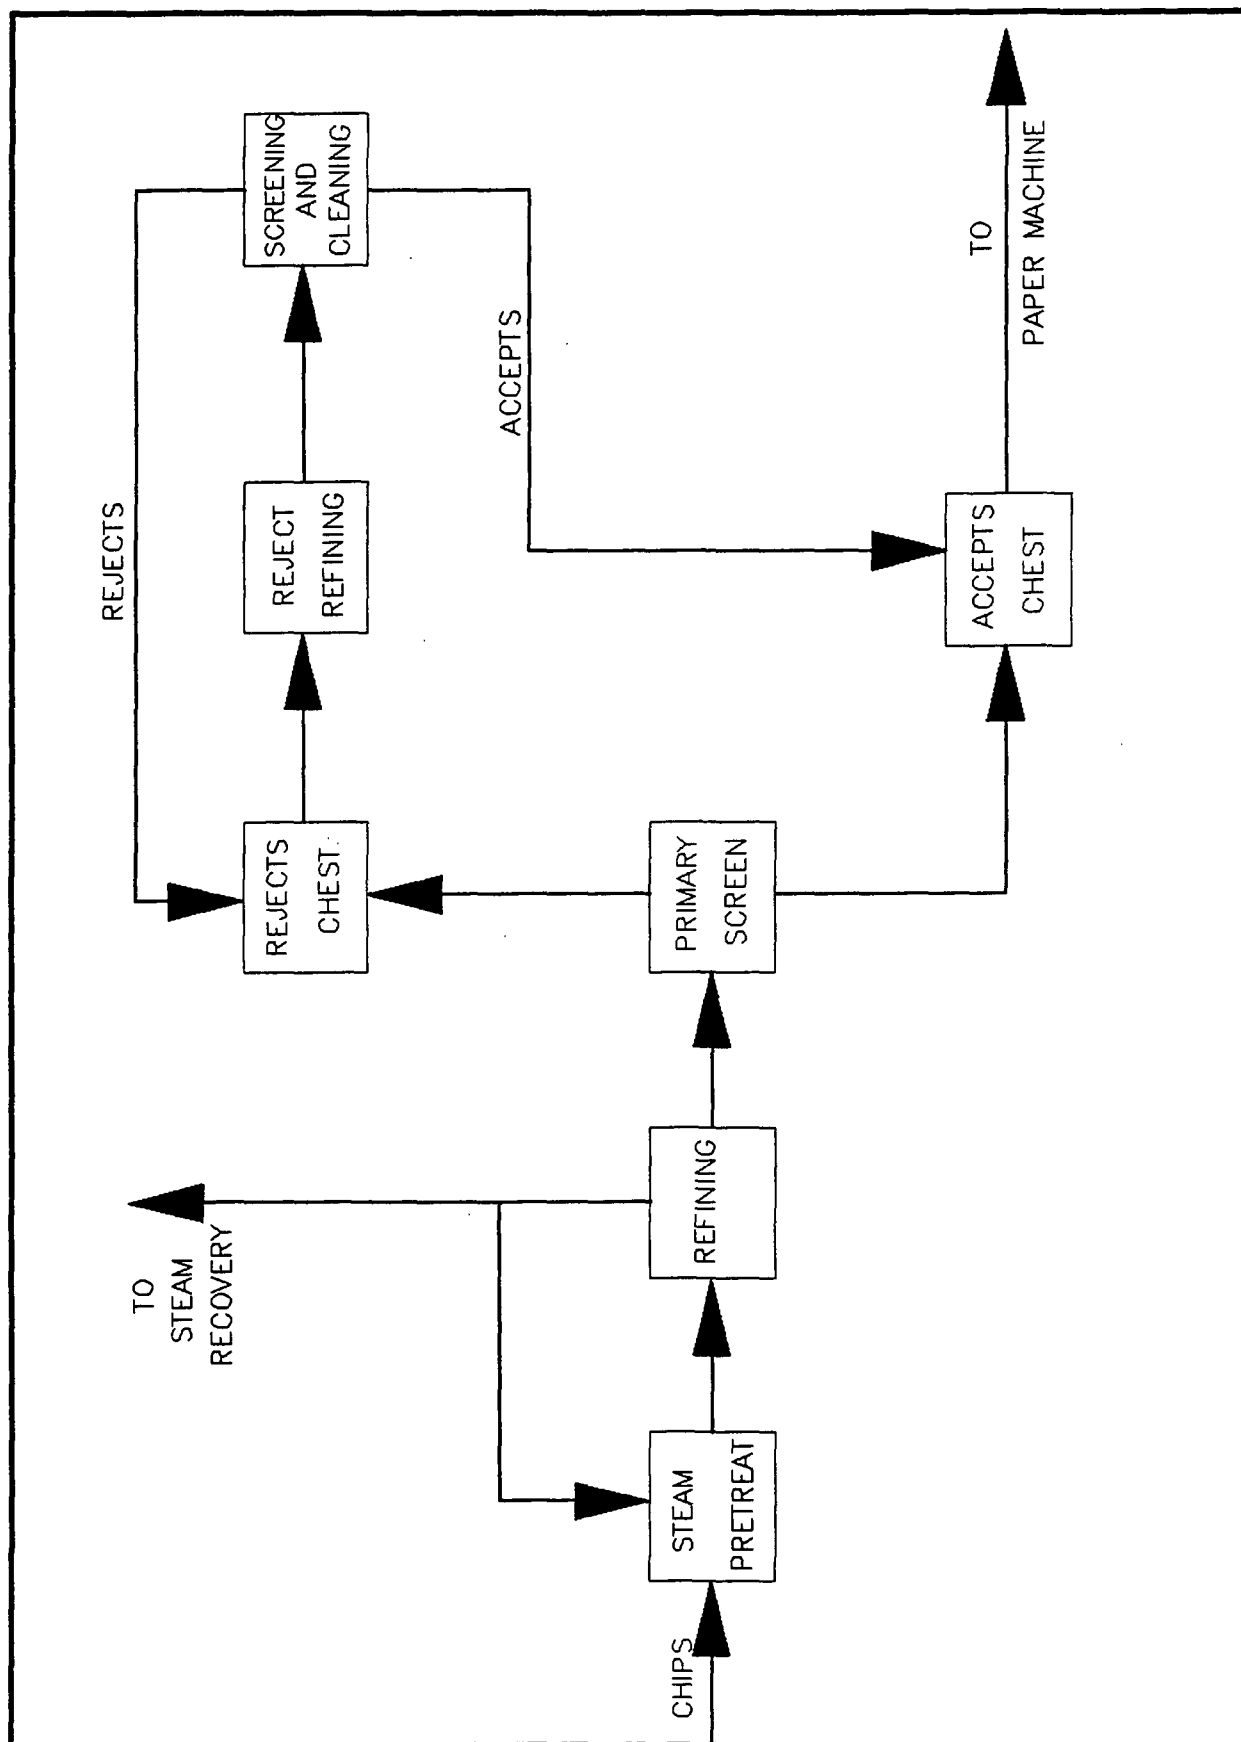 CHIPS
STEAM
PRETREAT
TO
STEAM
RECOVERY
REFINING
PRIMARY
SCREEN
REJECTS
CHEST
REJECTS
REJECT
REFINING
SCREENING
AND
CLEANING
ACCEPTS
ACCEPTS
CHEST
TO
PAPER MACHINE